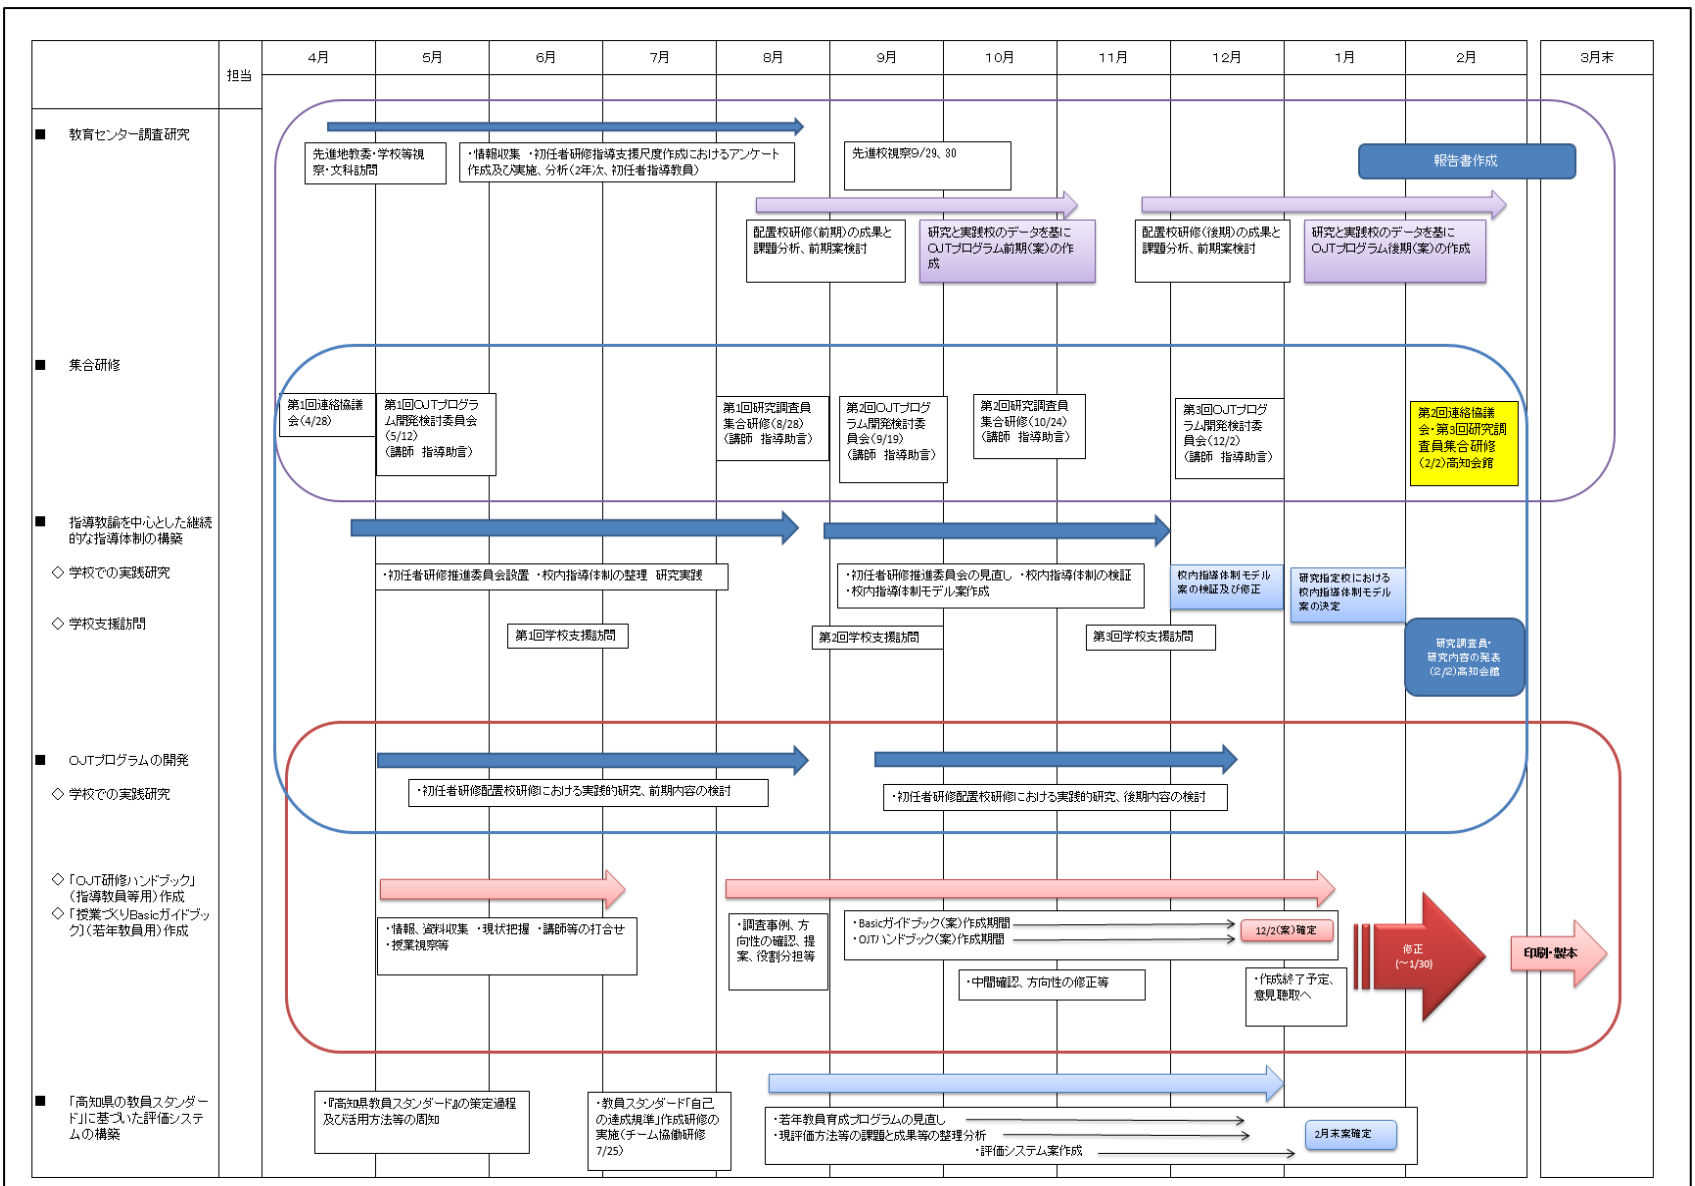 担当
4月
5月
6月
7月
8月
9月
10月
11月
12月
1月
2月
3月末
■ 教育センター調査研究
先進地教委・学校等視
察・文科訪問
・情報収集 ・初任者研修指導支援尺度作成におけるアンケート
作成及び実施、分析(2年次、初任者指導教員)
先進校視察9/29、30
報告書作成
配置校研修(前期)の成果と
課題分析、前期案検討
研究と実践校のデータを基に
OJTプログラム前期(案)の作
成
配置校研修(後期)の成果と
課題分析、前期案検討
研究と実践校のデータを基に
OJTプログラム後期(案)の作成
■ 集合研修
第1回連絡協議
会(4/28)
第1回OJTプログラ
ム開発検討委員会
(5/12)
(講師 指導助言)
第1回研究調査員
集合研修(8/28)
(講師 指導助言)
第2回OJTプログ
ラム開発検討委
員会(9/19)
(講師 指導助言)
第2回研究調査員
集合研修(10/24)
(講師 指導助言)
第3回OJTプログ
ラム開発検討委
員会(12/2)
(講師 指導助言)
第2回連絡協議
会・第3回研究調
査員集合研修
(2/2)高知会館
■ 指導教諭を中心とした継続
的な指導体制の構築
◇ 学校での実践研究
・初任者研修推進委員会設置 ・校内指導体制の整理 研究実践
・初任者研修推進委員会の見直し ・校内指導体制の検証
・校内指導体制モデル案作成
校内指導体制モデル
案の検証及び修正
研究指定校における
校内指導体制モデル
案の決定
◇ 学校支援訪問
第1回学校支援訪問
第2回学校支援訪問
第3回学校支援訪問
研究調査員・
研究内容の発表
(2/2)高知会館
■ OJTプログラムの開発
◇ 学校での実践研究
・初任者研修配置校研修における実践的研究、前期内容の検討
・初任者研修配置校研修における実践的研究、後期内容の検討
◇ 「OJT研修ハンドブック」
(指導教員等用)作成
◇ 「授業づくりBasicガイドブッ
ク」(若年教員用)作成
・情報、資料収集 ・現状把握 ・講師等の打合せ
・授業視察等
・調査事例、方
向性の確認、提
案、役割分担等
・Basicガイドブック(案)作成期間
・OJTハンドブック(案)作成期間
12/2(案)確定
・中間確認、方向性の修正等
・作成終了予定、
意見聴取へ
修正
(～1/30)
印刷・製本
■ 「高知県の教員スタンダー
ド」に基づいた評価システ
ムの構築
・『高知県教員スタンダード』の策定過程
及び活用方法等の周知
・教員スタンダード「自己
の達成規準」作成研修の
実施(チーム協働研修
7/25)
・若年教員育成プログラムの見直し
・現評価方法等の課題と成果等の整理分析
・評価システム案作成
2月末案確定